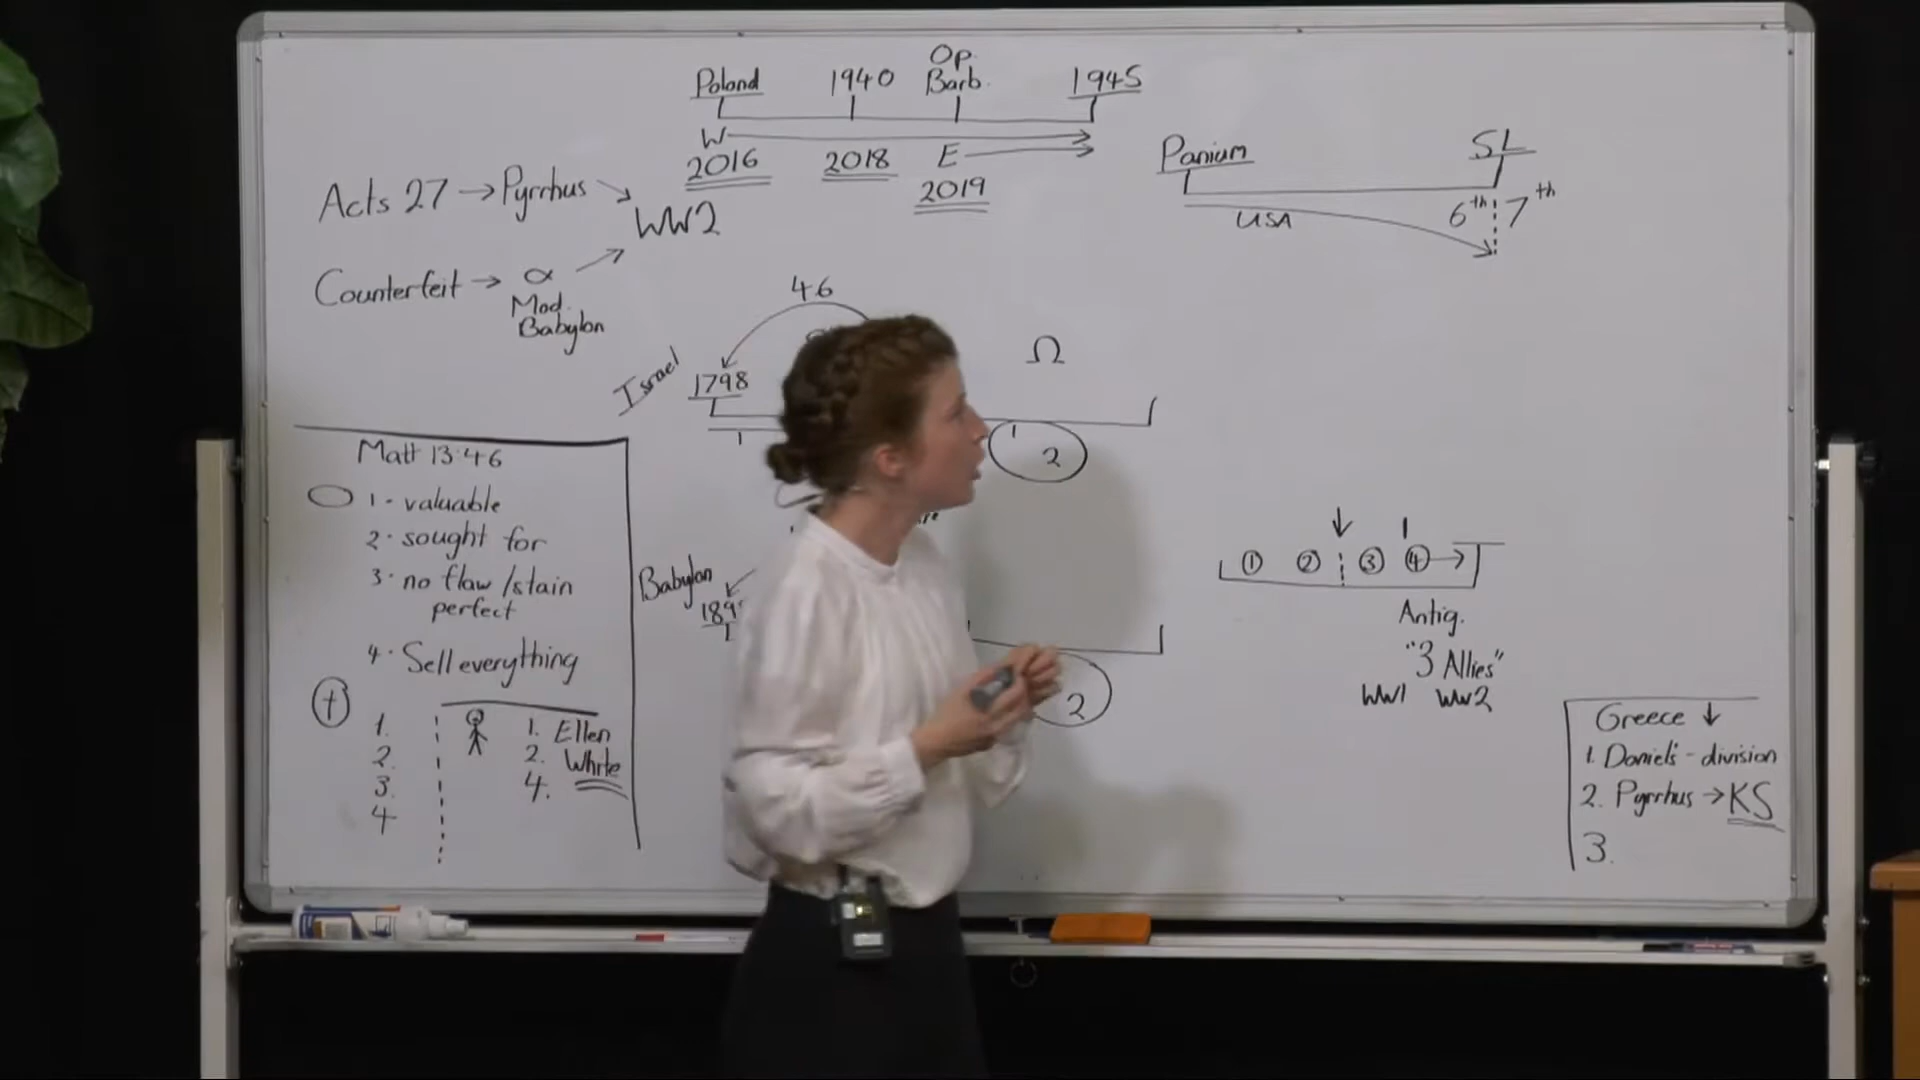 Poland 1940 Op. Barb. 1945
W
2016 2018 E
2019
Acts 27 → Pyrrhus
WW2
Counterfeit → α
Mod.
Babylon
Panium SL
USA 6th 7th
46
Israel 1798
1
Ω
1 2
Matt 13:46
1 - valuable
2 - sought for
3 - no flaw/stain
perfect
4 - Sell everything
1.
2.
3.
4
1. Ellen
2. White
4.
Babylon
2
① ② ③ ④ →
Antig.
"3 Allies"
WW1 WW2
Greece ↓
1. Daniel's - division
2. Pyrrhus → KS
3.